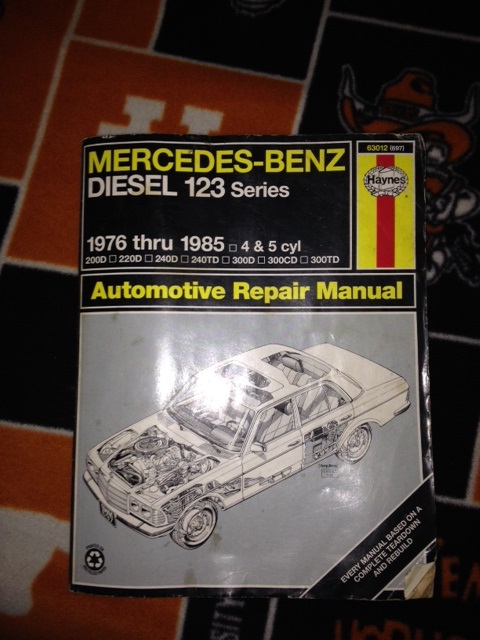 63012 (697)
Haynes
MERCEDES-BENZ
DIESEL 123 Series
1976 thru 1985 □ 4 & 5 cyl
200D □ 220D □ 240D □ 240TD □ 300D □ 300CD □ 300TD
Automotive Repair Manual
EVERY MANUAL BASED ON A
COMPLETE TEARDOWN
AND REBUILD